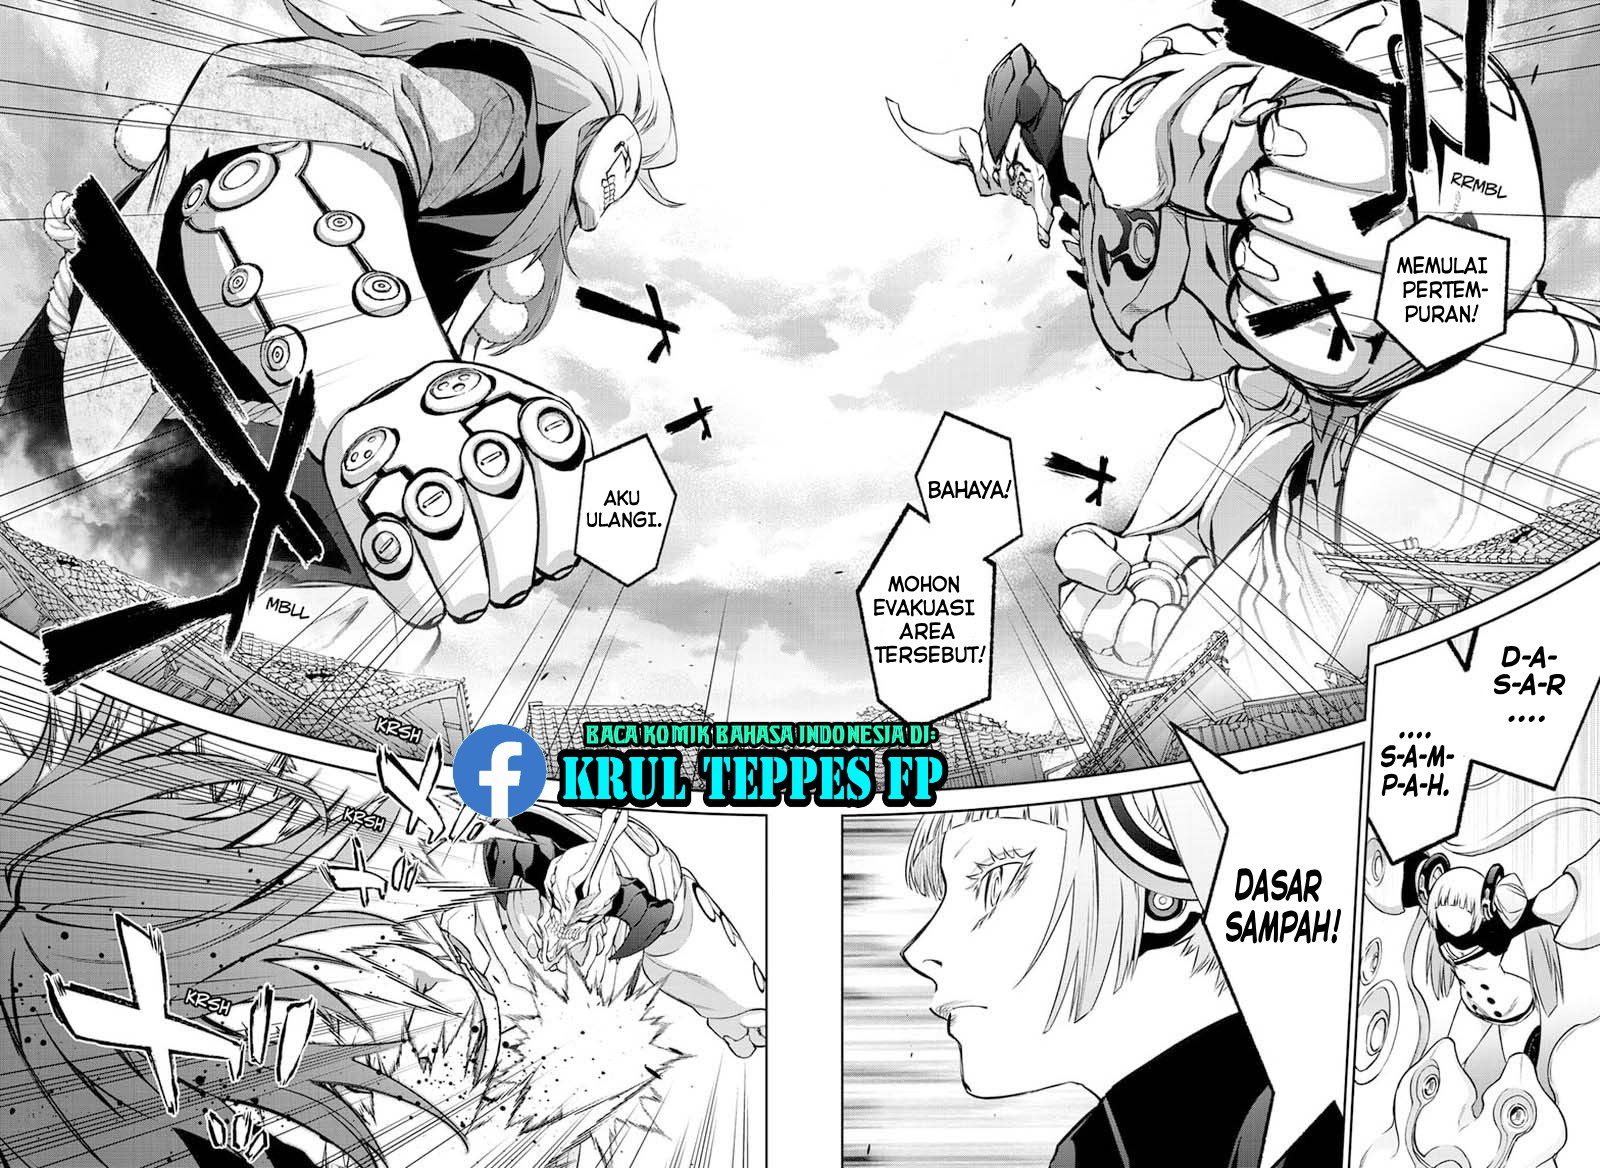 RRMBL
MEMULAI
PERTEM-
PURAN!
BAHAYA!
MOHON
EVAKUASI
AREA
TERSEBUT!
AKU
ULANGI.
MBLL
D-A-
S-A-R
....
....
S-A-M-
P-A-H.
DASAR
SAMPAH!
KRSH
KRSH
KRSH
BACA KOMIK BAHASA INDONESIA DI:
KRUL TEPPES FP